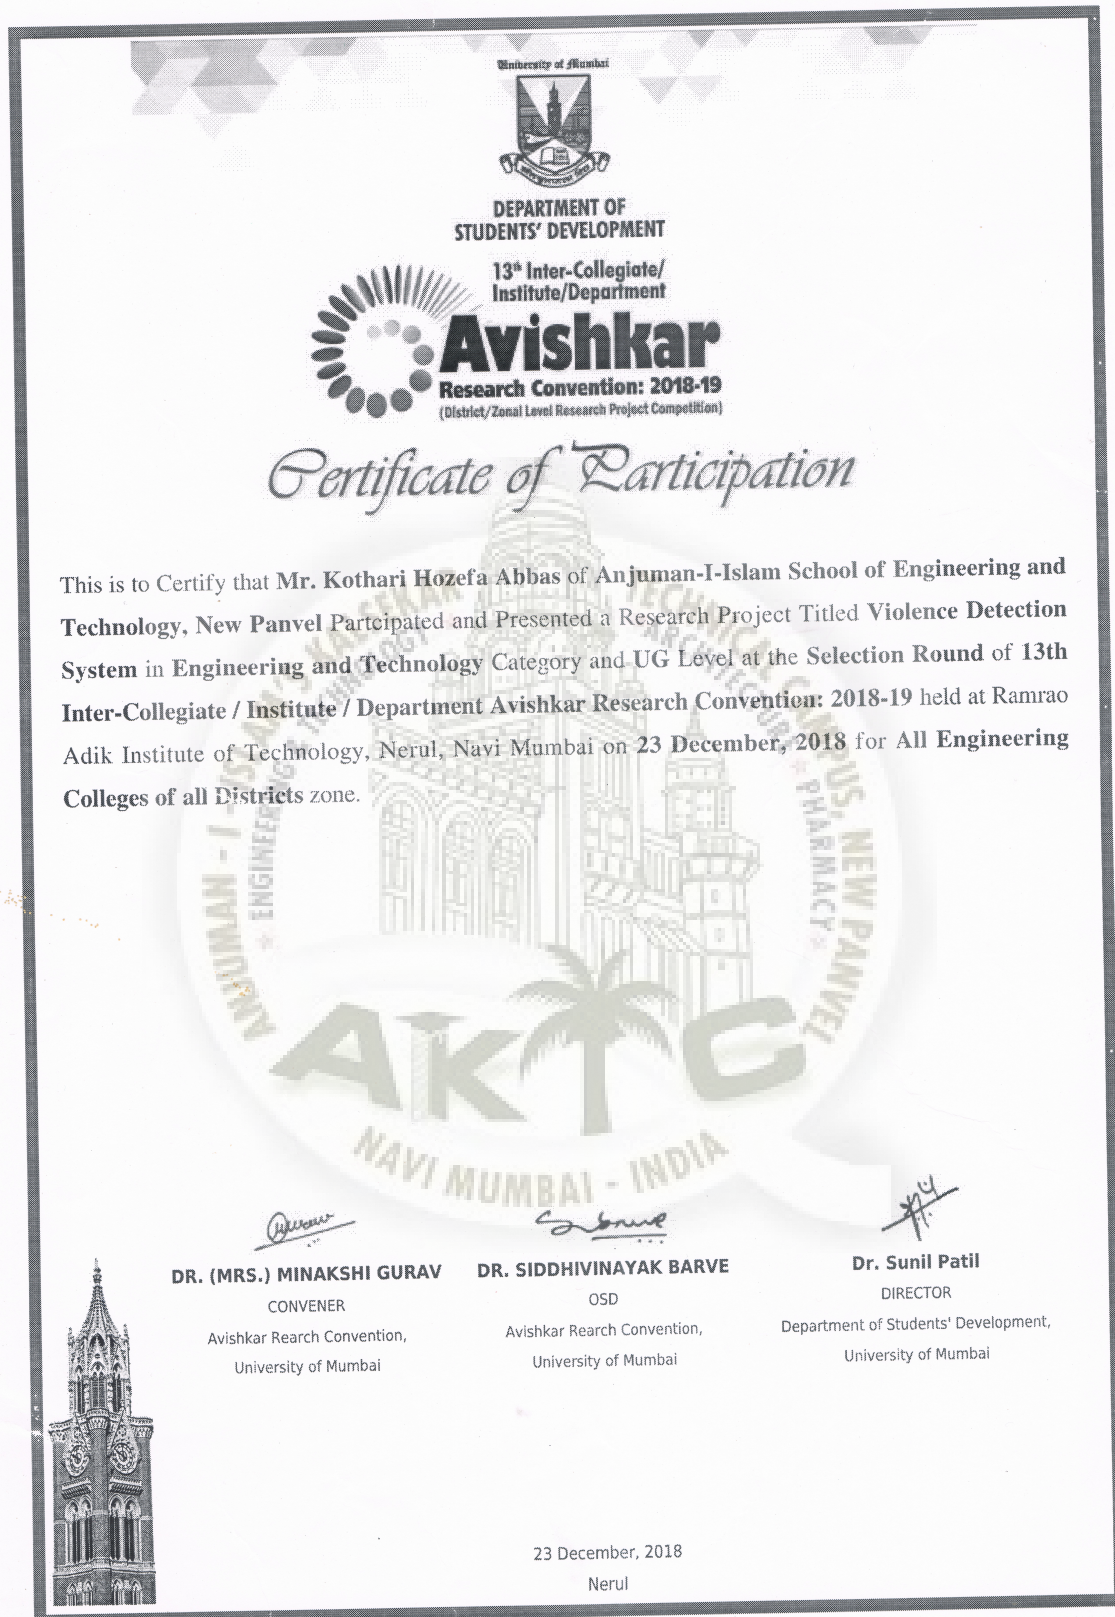 University of Mumbai
DEPARTMENT OF
STUDENTS' DEVELOPMENT
13th Inter-Collegiate/
Institute/Department
Avishkar
Research Convention: 2018-19
(District/Zonal Level Research Project Competition)
Certificate of Participation
This is to Certify that Mr. Kothari Hozefa Abbas of Anjuman-I-Islam School of Engineering and
Technology, New Panvel Partcipated and Presented a Research Project Titled Violence Detection
System in Engineering and Technology Category and UG Level at the Selection Round of 13th
Inter-Collegiate / Institute / Department Avishkar Research Convention: 2018-19 held at Ramrao
Adik Institute of Technology, Nerul, Navi Mumbai on 23 December, 2018 for All Engineering
Colleges of all Districts zone.
ANJUMAN - I - ISLAM'S KALSEKAR TECHNICAL CAMPUS, NEW PANVEL
ENGINEERING & TECHNOLOGY ARCHITECTURE PHARMACY
AKTC
NAVI MUMBAI - INDIA
DR. (MRS.) MINAKSHI GURAV
CONVENER
Avishkar Rearch Convention,
University of Mumbai
DR. SIDDHIVINAYAK BARVE
OSD
Avishkar Rearch Convention,
University of Mumbai
Dr. Sunil Patil
DIRECTOR
Department of Students' Development,
University of Mumbai
23 December, 2018
Nerul